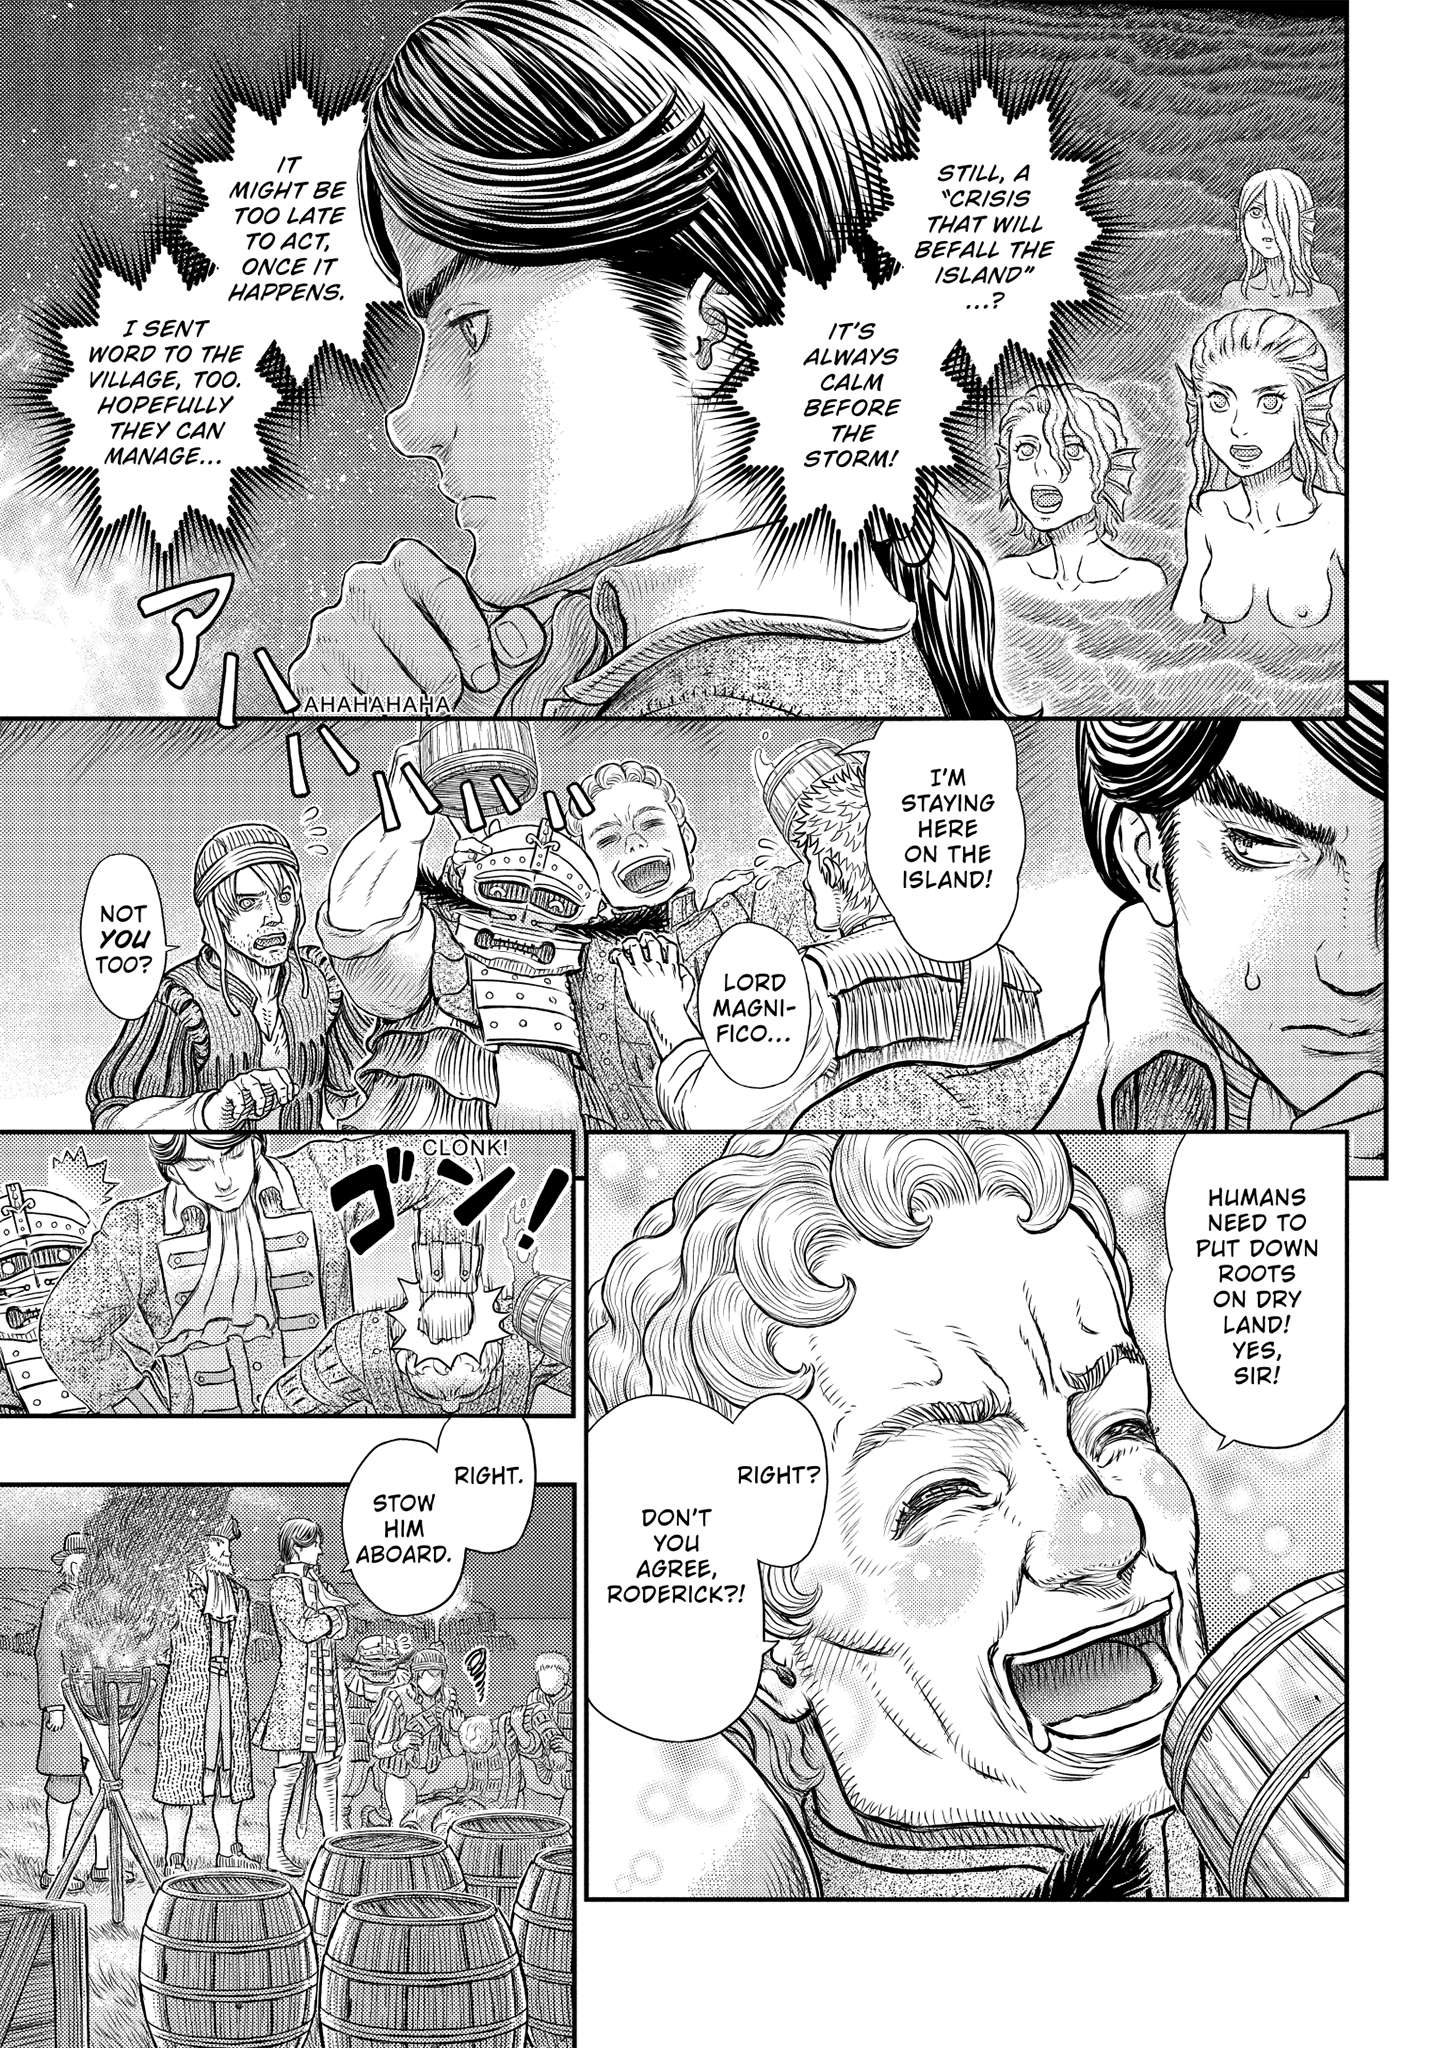 STILL, A
"CRISIS
THAT WILL
BEFALL THE
ISLAND"
...?
IT'S
ALWAYS
CALM
BEFORE
THE
STORM!
IT
MIGHT BE
TOO LATE
TO ACT,
ONCE IT
HAPPENS.
I SENT
WORD TO THE
VILLAGE, TOO.
HOPEFULLY
THEY CAN
MANAGE...
アハハハハハハ
AHAHAHAHA
I'M
STAYING
HERE
ON THE
ISLAND!
LORD
MAGNI-
FICO...
NOT
YOU
TOO?
HUMANS
NEED TO
PUT DOWN
ROOTS
ON DRY
LAND!
YES,
SIR!
RIGHT?
DON'T
YOU
AGREE,
RODERICK?!
CLONK!
ゴン!
RIGHT.
STOW
HIM
ABOARD.